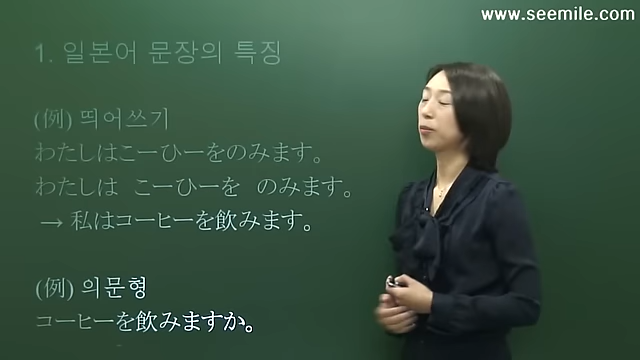 www.seemile.com
1. 일본어 문장의 특징
(例) 띄어쓰기
わたしはこーひーをのみます。
わたしは こーひーを のみます。
→ 私はコーヒーを飲みます。
(例) 의문형
コーヒーを飲みますか。